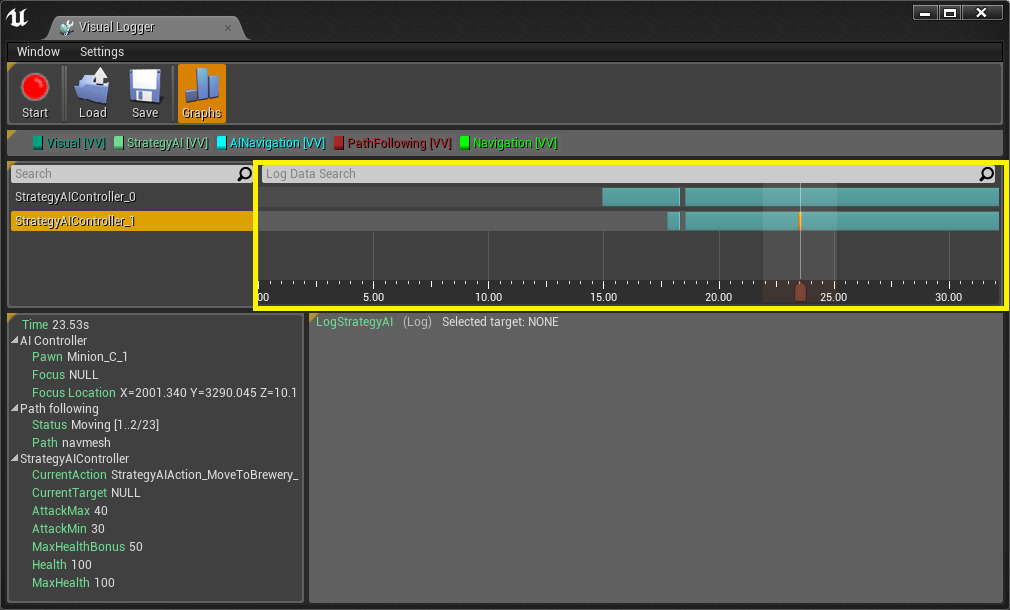 Visual Logger
Window Settings
Start Load Save Graphs
Visual [VV] StrategyAI [VV] AINavigation [VV] PathFollowing [VV] Navigation [VV]
Search Log Data Search
StrategyAIController_0
StrategyAIController_1
00 5.00 10.00 15.00 20.00 25.00 30.00
Time 23.53s
AI Controller
Pawn Minion_C_1
Focus NULL
Focus Location X=2001.340 Y=3290.045 Z=10.1
Path following
Status Moving [1..2/23]
Path navmesh
StrategyAIController
CurrentAction StrategyAIAction_MoveToBrewery_
CurrentTarget NULL
AttackMax 40
AttackMin 30
MaxHealthBonus 50
Health 100
MaxHealth 100
LogStrategyAI (Log) Selected target: NONE